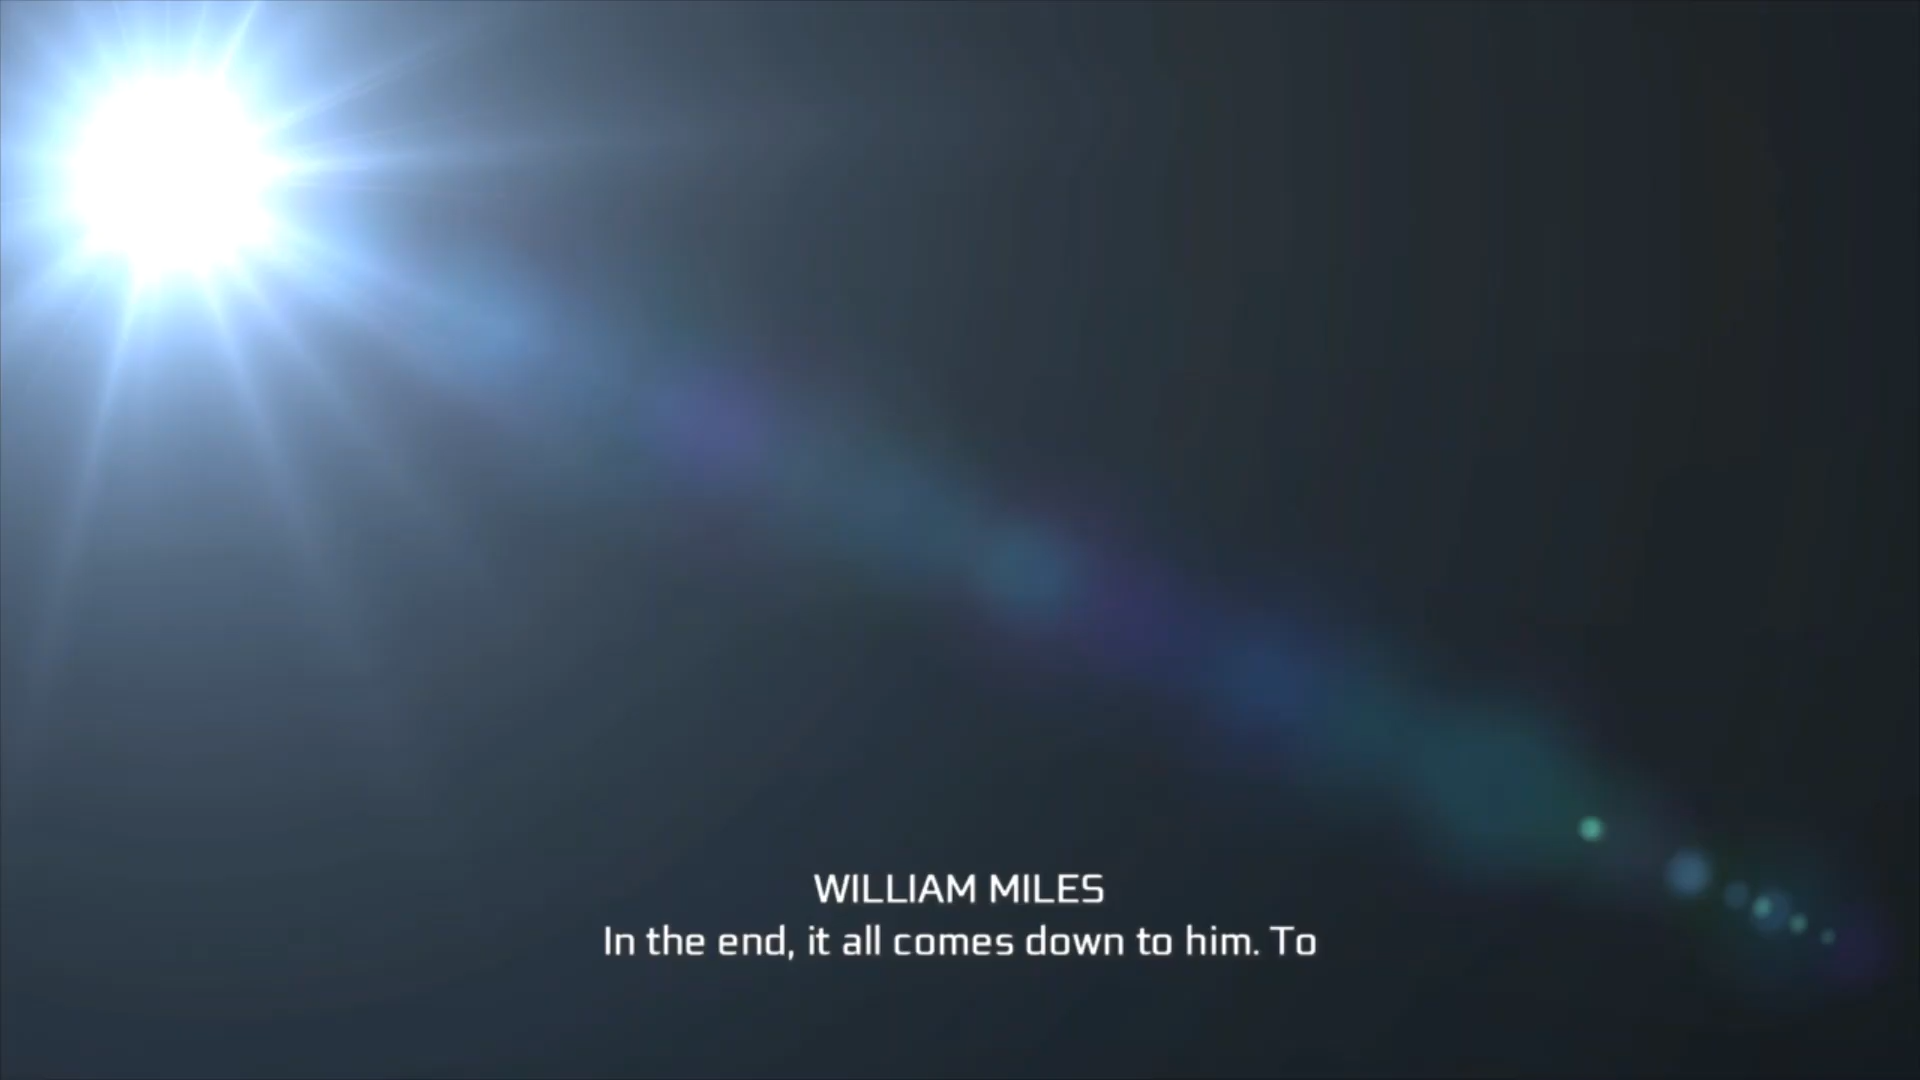 WILLIAM MILES
In the end, it all comes down to him. To